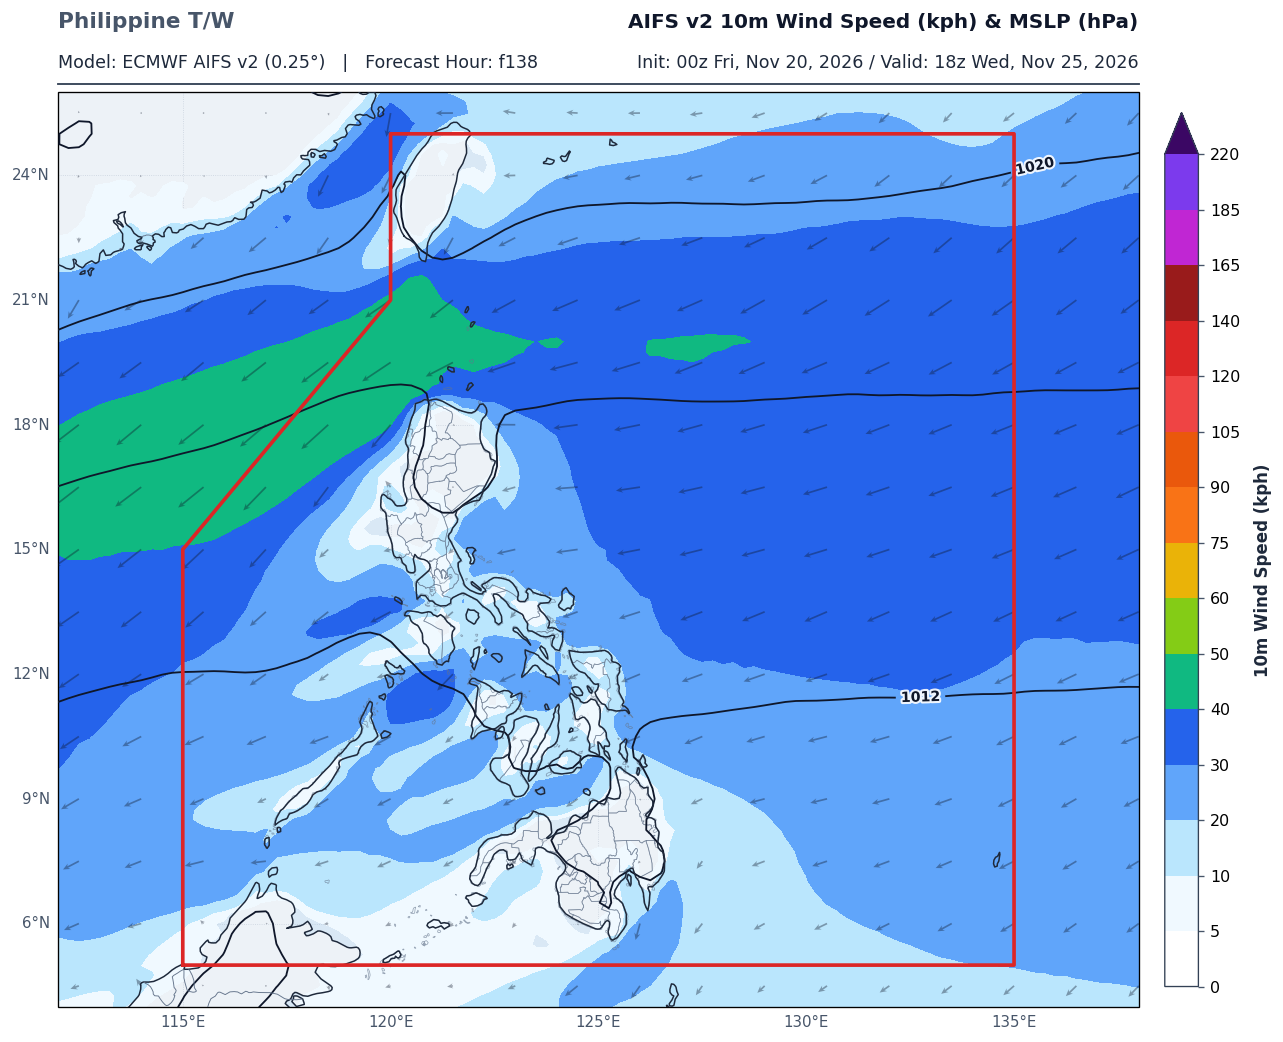 Philippine T/W
AIFS v2 10m Wind Speed (kph) & MSLP (hPa)
Model: ECMWF AIFS v2 (0.25°)   |   Forecast Hour: f138
Init: 00z Fri, Nov 20, 2026 / Valid: 18z Wed, Nov 25, 2026
24°N
21°N
18°N
15°N
12°N
9°N
6°N
115°E
120°E
125°E
130°E
135°E
1020
1012
220
185
165
140
120
105
90
75
60
50
40
30
20
10
5
0
10m Wind Speed (kph)